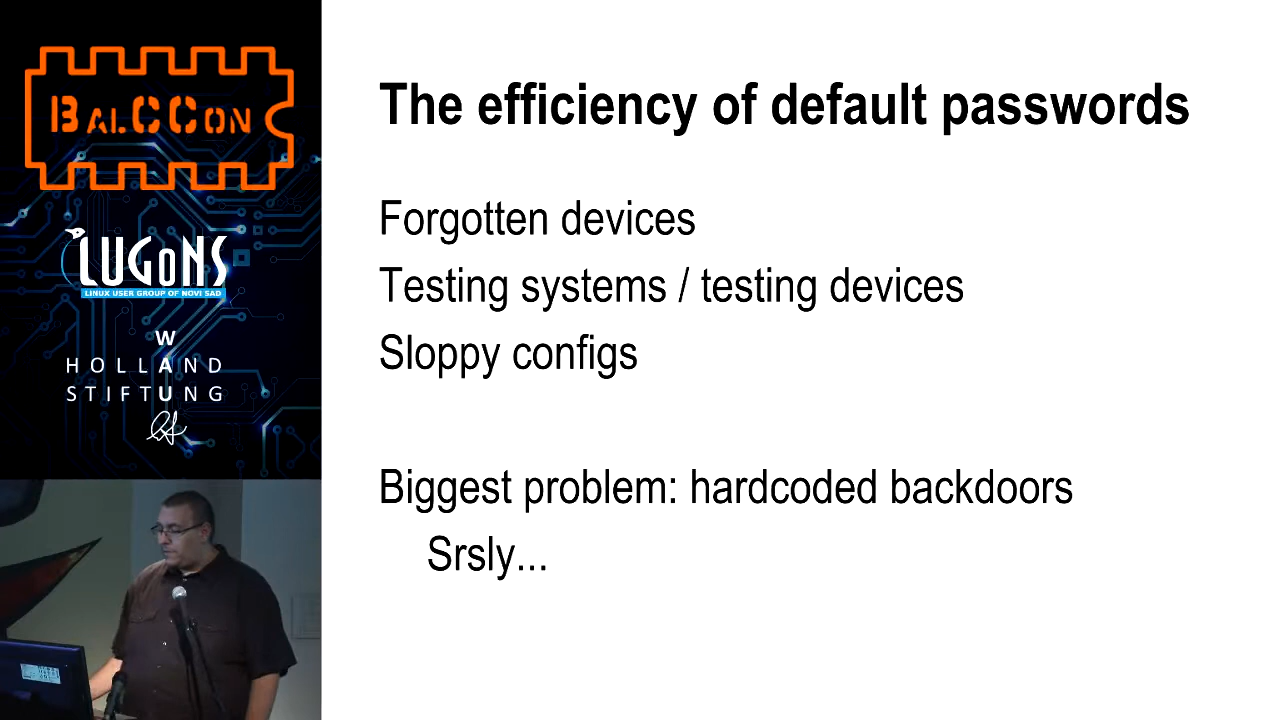 BALCCON
LUGONS
LINUX USER GROUP OF NOVI SAD
W
HOLLAND
STIFTUNG
The efficiency of default passwords
Forgotten devices
Testing systems / testing devices
Sloppy configs
Biggest problem: hardcoded backdoors
Srsly...